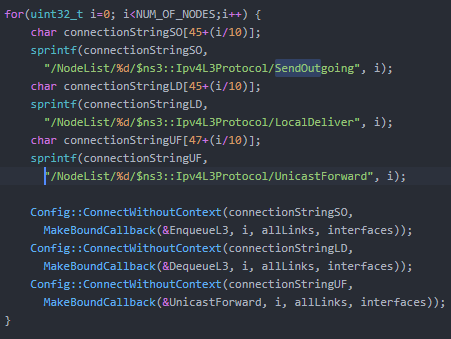 for(uint32_t i=0; i<NUM_OF_NODES;i++) {
    char connectionStringSO[45+(i/10)];
    sprintf(connectionStringSO,
      "/NodeList/%d/$ns3::Ipv4L3Protocol/SendOutgoing", i);
    char connectionStringLD[45+(i/10)];
    sprintf(connectionStringLD,
      "/NodeList/%d/$ns3::Ipv4L3Protocol/LocalDeliver", i);
    char connectionStringUF[47+(i/10)];
    sprintf(connectionStringUF,
      "/NodeList/%d/$ns3::Ipv4L3Protocol/UnicastForward", i);

    Config::ConnectWithoutContext(connectionStringSO,
      MakeBoundCallback(&EnqueueL3, i, allLinks, interfaces));
    Config::ConnectWithoutContext(connectionStringLD,
      MakeBoundCallback(&DequeueL3, i, allLinks, interfaces));
    Config::ConnectWithoutContext(connectionStringUF,
      MakeBoundCallback(&UnicastForward, i, allLinks, interfaces));
}